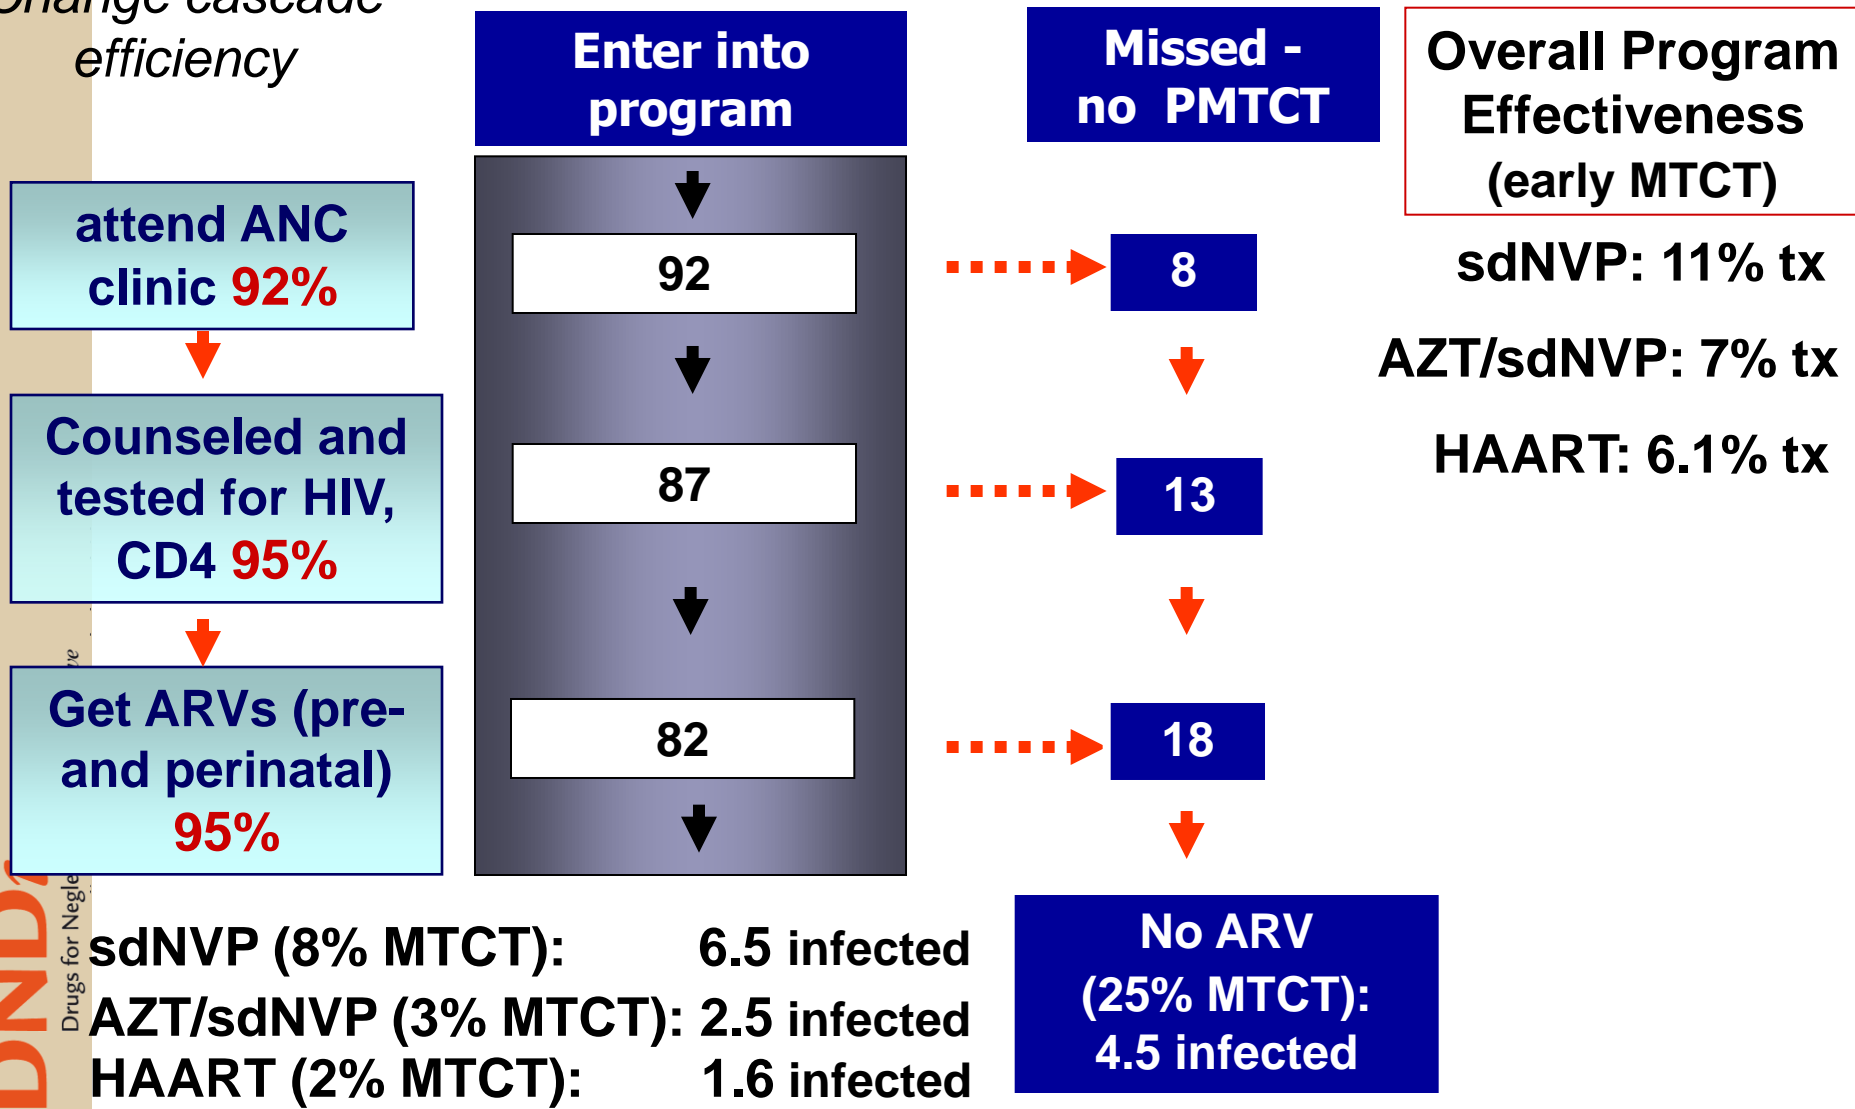 change cascade
efficiency
Enter into
program
Missed -
no PMTCT
Overall Program
Effectiveness
(early MTCT)
attend ANC
clinic 92%
92
8
sdNVP: 11% tx
AZT/sdNVP: 7% tx
HAART: 6.1% tx
Counseled and
tested for HIV,
CD4 95%
87
13
Get ARVs (pre-
and perinatal)
95%
82
18
sdNVP (8% MTCT): 6.5 infected
AZT/sdNVP (3% MTCT): 2.5 infected
HAART (2% MTCT): 1.6 infected
No ARV
(25% MTCT):
4.5 infected
DNDi
Drugs for Negle